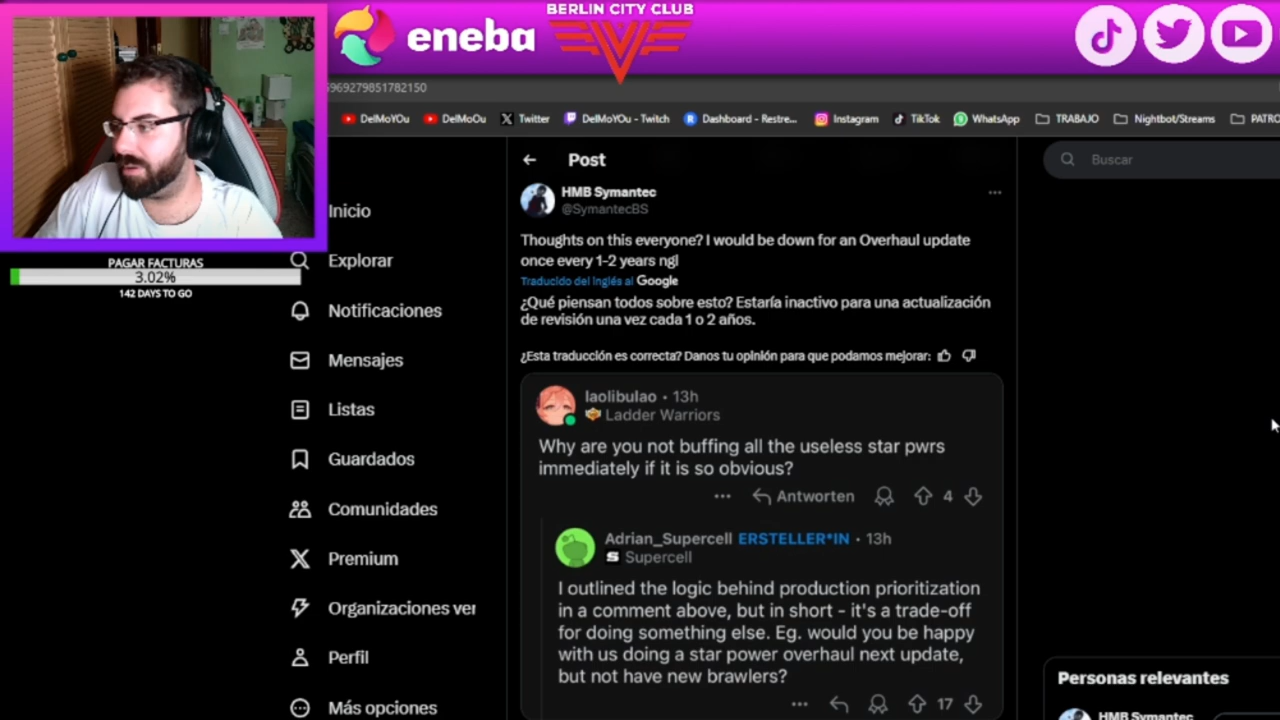 BERLIN CITY CLUB
eneba
5969279851782150
DelMoYOu
DelMoOu
Twitter
DelMoYOu - Twitch
Dashboard - Restre...
Instagram
TikTok
WhatsApp
TRABAJO
Nightbot/Streams
PATRO
Post
Buscar
HMB Symantec
@SymantecBS
Inicio
Thoughts on this everyone? I would be down for an Overhaul update
once every 1-2 years ngl
PAGAR FACTURAS
3.02%
142 DAYS TO GO
Explorar
Traducido del inglés al Google
¿Qué piensan todos sobre esto? Estaría inactivo para una actualización
de revisión una vez cada 1 o 2 años.
Notificaciones
¿Esta traducción es correcta? Danos tu opinión para que podamos mejorar:
Mensajes
laolibulao • 13h
Ladder Warriors
Listas
Why are you not buffing all the useless star pwrs
immediately if it is so obvious?
Guardados
Antworten
4
Comunidades
Adrian_Supercell ERSTELLER*IN • 13h
Supercell
Premium
I outlined the logic behind production prioritization
in a comment above, but in short - it's a trade-off
for doing something else. Eg. would you be happy
with us doing a star power overhaul next update,
but not have new brawlers?
Organizaciones ver
Perfil
17
Más opciones
Personas relevantes
HMB Symantec